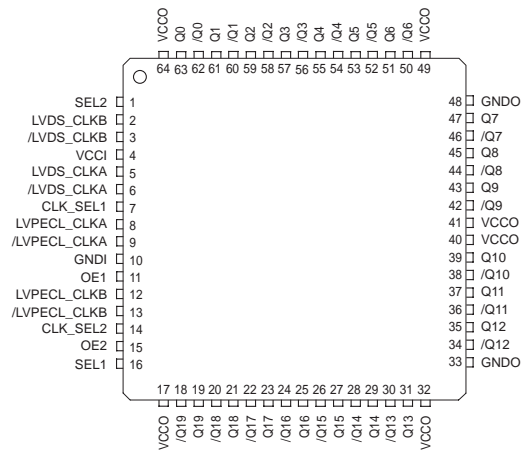 VCCO Q0 /Q0 Q1 /Q1 Q2 /Q2 Q3 /Q3 Q4 /Q4 Q5 /Q5 Q6 /Q6 VCCO
64 63 62 61 60 59 58 57 56 55 54 53 52 51 50 49
SEL2 1
LVDS_CLKB 2
/LVDS_CLKB 3
VCCI 4
LVDS_CLKA 5
/LVDS_CLKA 6
CLK_SEL1 7
LVPECL_CLKA 8
/LVPECL_CLKA 9
GNDI 10
OE1 11
LVPECL_CLKB 12
/LVPECL_CLKB 13
CLK_SEL2 14
OE2 15
SEL1 16
48 GNDO
47 Q7
46 /Q7
45 Q8
44 /Q8
43 Q9
42 /Q9
41 VCCO
40 VCCO
39 Q10
38 /Q10
37 Q11
36 /Q11
35 Q12
34 /Q12
33 GNDO
17 18 19 20 21 22 23 24 25 26 27 28 29 30 31 32
VCCO /Q19 Q19 /Q18 Q18 /Q17 Q17 /Q16 Q16 /Q15 Q15 /Q14 Q14 /Q13 Q13 VCCO